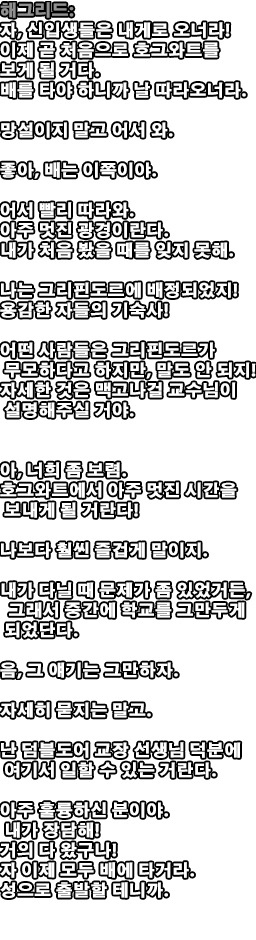 해그리드:
자, 신입생들은 내게로 오너라!
이제 곧 처음으로 호그와트를
보게 될 거다.
배를 타야 하니까 날 따라오너라.
망설이지 말고 어서 와.
좋아, 배는 이쪽이야.
어서 빨리 따라와.
아주 멋진 광경이란다.
내가 처음 봤을 때를 잊지 못해.
나는 그리핀도르에 배정되었지!
용감한 자들의 기숙사!
어떤 사람들은 그리핀도르가
무모하다고 하지만, 말도 안 되지!
자세한 것은 맥고나걸 교수님이
설명해주실 거야.
아, 너희 좀 보렴.
호그와트에서 아주 멋진 시간을
보내게 될 거란다!
나보다 훨씬 즐겁게 말이지.
내가 다닐 때 문제가 좀 있었거든,
그래서 중간에 학교를 그만두게
되었단다.
음, 그 얘기는 그만하자.
자세히 묻지는 말고.
난 덤블도어 교장 선생님 덕분에
여기서 일할 수 있는 거란다.
아주 훌륭하신 분이야.
내가 장담해!
거의 다 왔구나!
자 이제 모두 배에 타거라.
성으로 출발할 테니까.